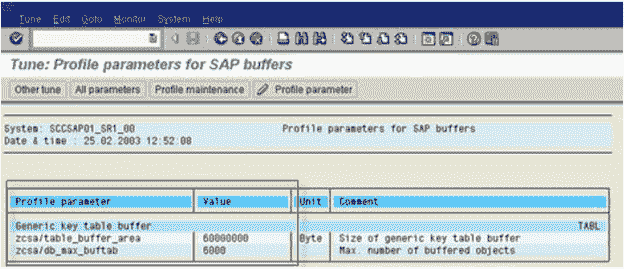 Tune Edit Goto Monitor System Help
Tune: Profile parameters for SAP buffers
Other tune All parameters Profile maintenance Profile parameter
System: SCCSAP01_SR1_00 Profile parameters for SAP buffers
Date & time : 25.02.2003 12:52:08
Profile parameter Value Unit Comment
Generic key table buffer TABL
zcsa/table_buffer_area 60000000 Byte Size of generic key table buffer
zcsa/db_max_buftab 6000 Max. number of buffered objects